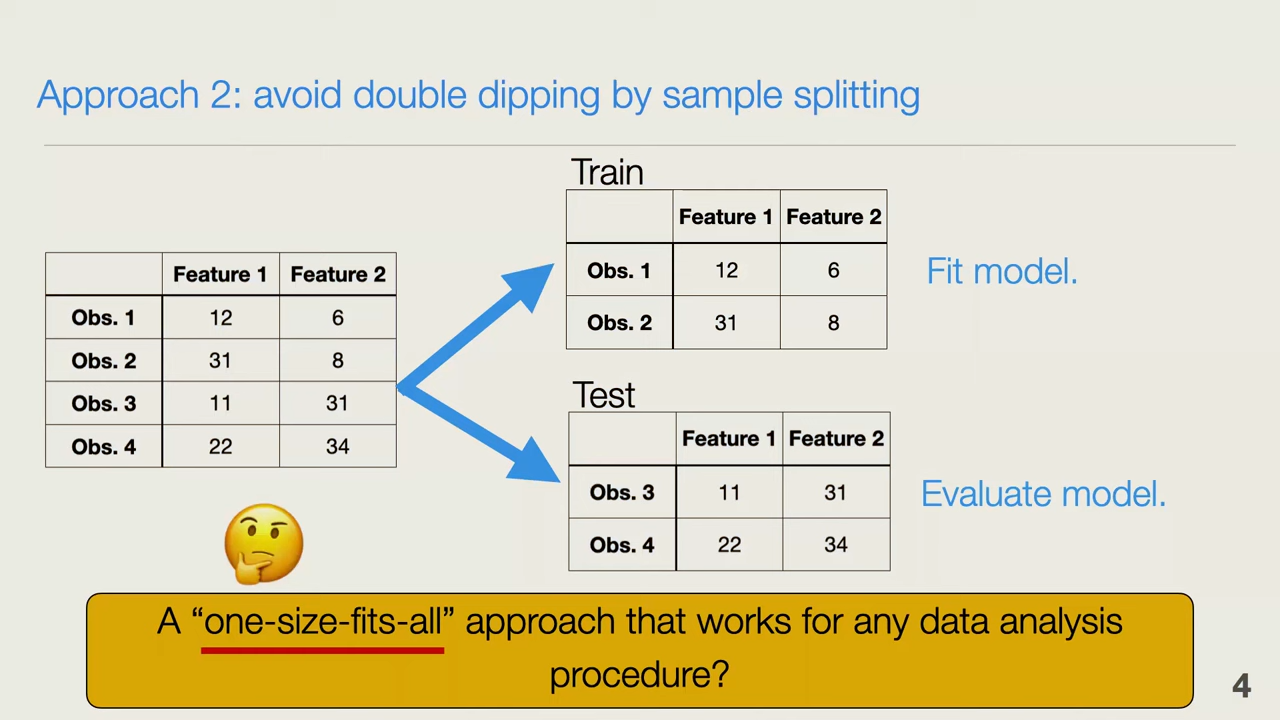 Approach 2: avoid double dipping by sample splitting
Feature 1 Feature 2
Obs. 1 12 6
Obs. 2 31 8
Obs. 3 11 31
Obs. 4 22 34
Train
Feature 1 Feature 2
Obs. 1 12 6
Obs. 2 31 8
Fit model.
Test
Feature 1 Feature 2
Obs. 3 11 31
Obs. 4 22 34
Evaluate model.
A “one-size-fits-all” approach that works for any data analysis
procedure?
4